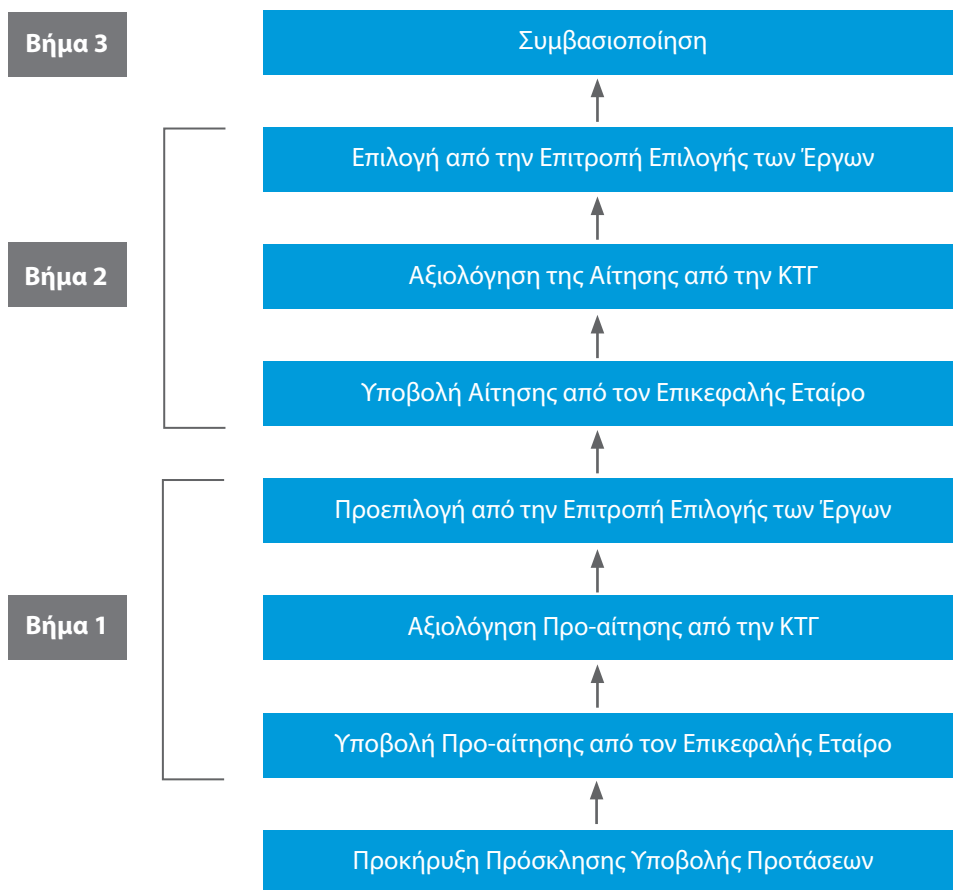 Βήμα 3
Συμβασιοποίηση
Επιλογή από την Επιτροπή Επιλογής των Έργων
Βήμα 2
Αξιολόγηση της Αίτησης από την ΚΤΓ
Υποβολή Αίτησης από τον Επικεφαλής Εταίρο
Προεπιλογή από την Επιτροπή Επιλογής των Έργων
Βήμα 1
Αξιολόγηση Προ-αίτησης από την ΚΤΓ
Υποβολή Προ-αίτησης από τον Επικεφαλής Εταίρο
Προκήρυξη Πρόσκλησης Υποβολής Προτάσεων